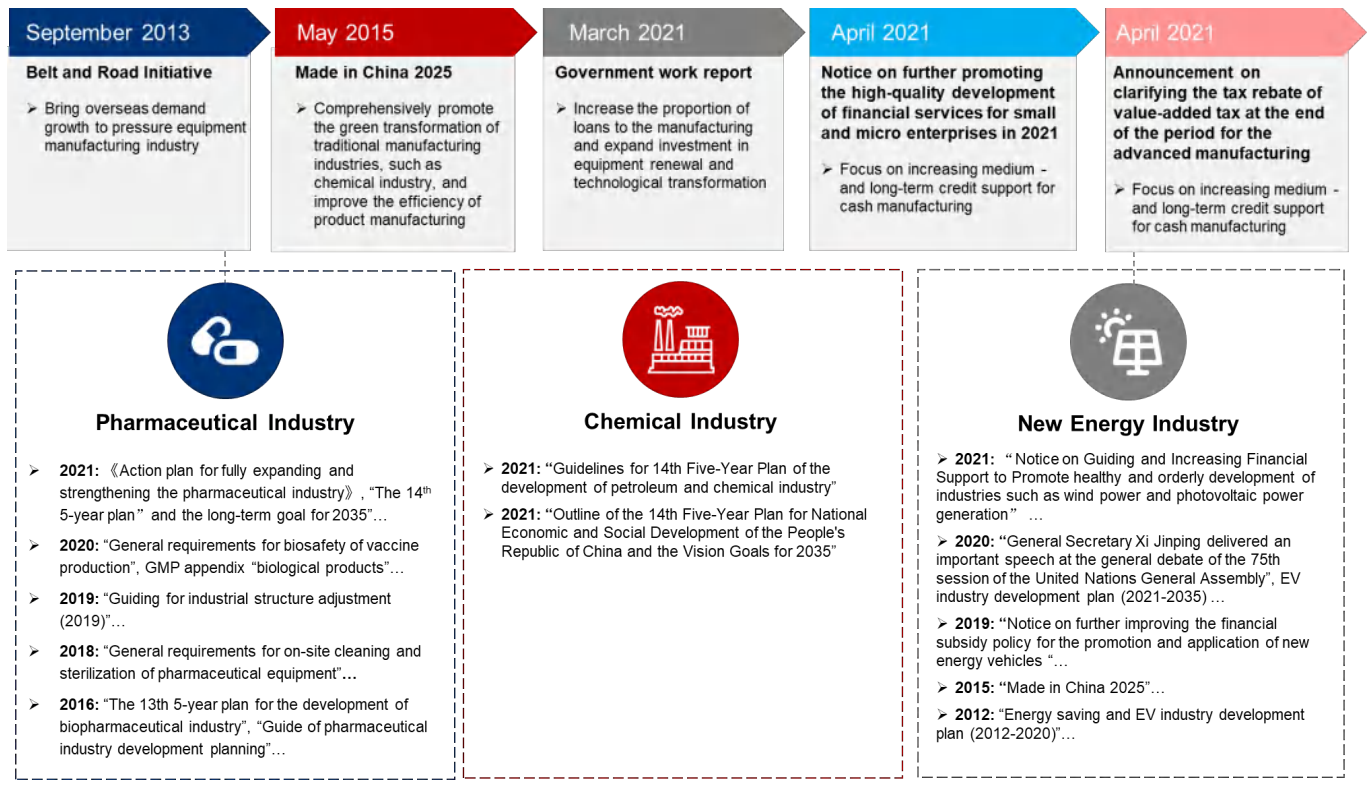 September 2013
May 2015
March 2021
April 2021
April 2021
Belt and Road Initiative
➢ Bring overseas demand
growth to pressure equipment
manufacturing industry
Made in China 2025
➢ Comprehensively promote
the green transformation of
traditional manufacturing
industries, such as
chemical industry, and
improve the efficiency of
product manufacturing
Government work report
➢ Increase the proportion of
loans to the manufacturing
and expand investment in
equipment renewal and
technological transformation
Notice on further promoting
the high-quality development
of financial services for small
and micro enterprises in 2021
➢ Focus on increasing medium -
and long-term credit support for
cash manufacturing
Announcement on
clarifying the tax rebate of
value-added tax at the end
of the period for the
advanced manufacturing
➢ Focus on increasing medium -
and long-term credit support
for cash manufacturing
Pharmaceutical Industry
➢ 2021: 《Action plan for fully expanding and
strengthening the pharmaceutical industry》, “The 14th
5-year plan” and the long-term goal for 2035”…
➢ 2020: “General requirements for biosafety of vaccine
production”, GMP appendix “biological products”…
➢ 2019: “Guiding for industrial structure adjustment
(2019)”…
➢ 2018: “General requirements for on-site cleaning and
sterilization of pharmaceutical equipment”…
➢ 2016: “The 13th 5-year plan for the development of
biopharmaceutical industry”, “Guide of pharmaceutical
industry development planning”…
Chemical Industry
➢ 2021: “Guidelines for 14th Five-Year Plan of the
development of petroleum and chemical industry”
➢ 2021: “Outline of the 14th Five-Year Plan for National
Economic and Social Development of the People's
Republic of China and the Vision Goals for 2035”
New Energy Industry
➢ 2021: “Notice on Guiding and Increasing Financial
Support to Promote healthy and orderly development of
industries such as wind power and photovoltaic power
generation” …
➢ 2020: “General Secretary Xi Jinping delivered an
important speech at the general debate of the 75th
session of the United Nations General Assembly”, EV
industry development plan (2021-2035) …
➢ 2019: “Notice on further improving the financial
subsidy policy for the promotion and application of new
energy vehicles “…
➢ 2015: “Made in China 2025”…
➢ 2012: “Energy saving and EV industry development
plan (2012-2020)”…